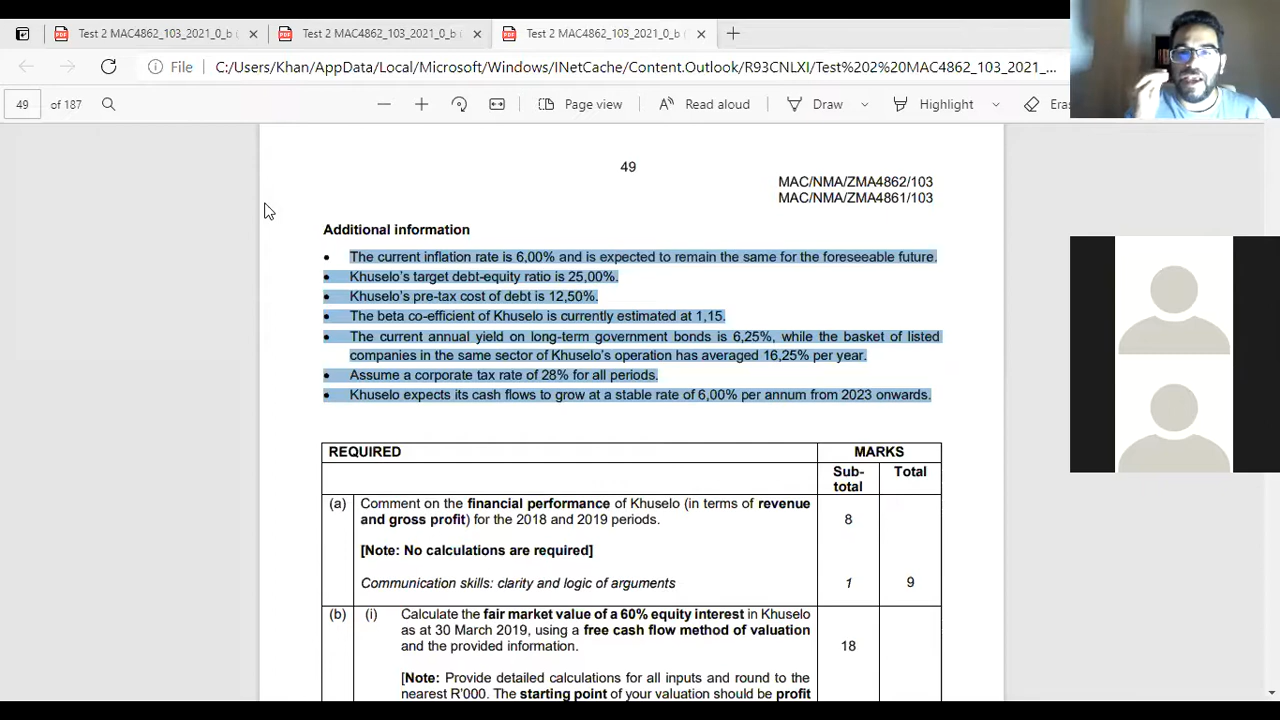 Test 2 MAC4862_103_2021_0_b (
Test 2 MAC4862_103_2021_0_b (
Test 2 MAC4862_103_2021_0_b (
File
C:/Users/Khan/AppData/Local/Microsoft/Windows/INetCache/Content.Outlook/R93CNLXI/Test%202%20MAC4862_103_2021_...
49 of 187
Page view
Read aloud
Draw
Highlight
Era
49
MAC/NMA/ZMA4862/103
MAC/NMA/ZMA4861/103
Additional information
• The current inflation rate is 6,00% and is expected to remain the same for the foreseeable future.
• Khuselo's target debt-equity ratio is 25,00%.
• Khuselo's pre-tax cost of debt is 12,50%.
• The beta co-efficient of Khuselo is currently estimated at 1,15.
• The current annual yield on long-term government bonds is 6,25%, while the basket of listed
companies in the same sector of Khuselo's operation has averaged 16,25% per year.
• Assume a corporate tax rate of 28% for all periods.
• Khuselo expects its cash flows to grow at a stable rate of 6,00% per annum from 2023 onwards.
REQUIRED
MARKS
Sub-
total
Total
(a) Comment on the financial performance of Khuselo (in terms of revenue
and gross profit) for the 2018 and 2019 periods.
8
[Note: No calculations are required]
Communication skills: clarity and logic of arguments
1
9
(b) (i) Calculate the fair market value of a 60% equity interest in Khuselo
as at 30 March 2019, using a free cash flow method of valuation
and the provided information.
18
[Note: Provide detailed calculations for all inputs and round to the
nearest R'000. The starting point of your valuation should be profit